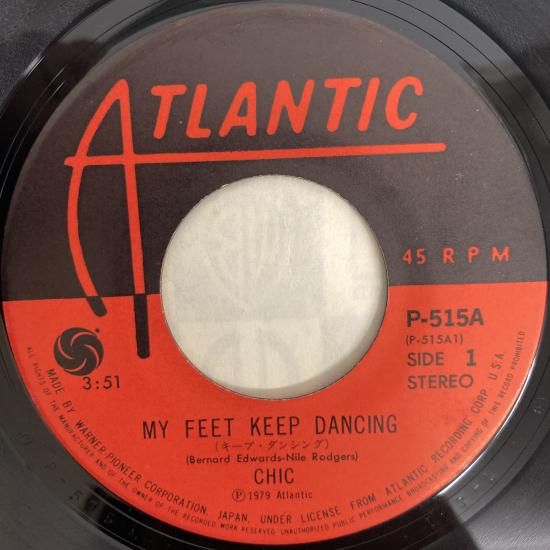 ATLANTIC
45 RPM
P-515A
(P-515A1)
SIDE 1
STEREO
3:51
MY FEET KEEP DANCING
(キープ・ダンシング)
(Bernard Edwards-Nile Rodgers)
CHIC
Ⓟ 1979 Atlantic
MADE BY WARNER-PIONEER CORPORATION, JAPAN, UNDER LICENSE FROM ATLANTIC RECORDING CORP. U.S.A.
ALL RIGHTS OF THE MANUFACTURER AND OF THE OWNER OF THE RECORDED WORK RESERVED UNAUTHORIZED PUBLIC PERFORMANCE, BROADCASTING AND COPYING OF THIS RECORD PROHIBITED